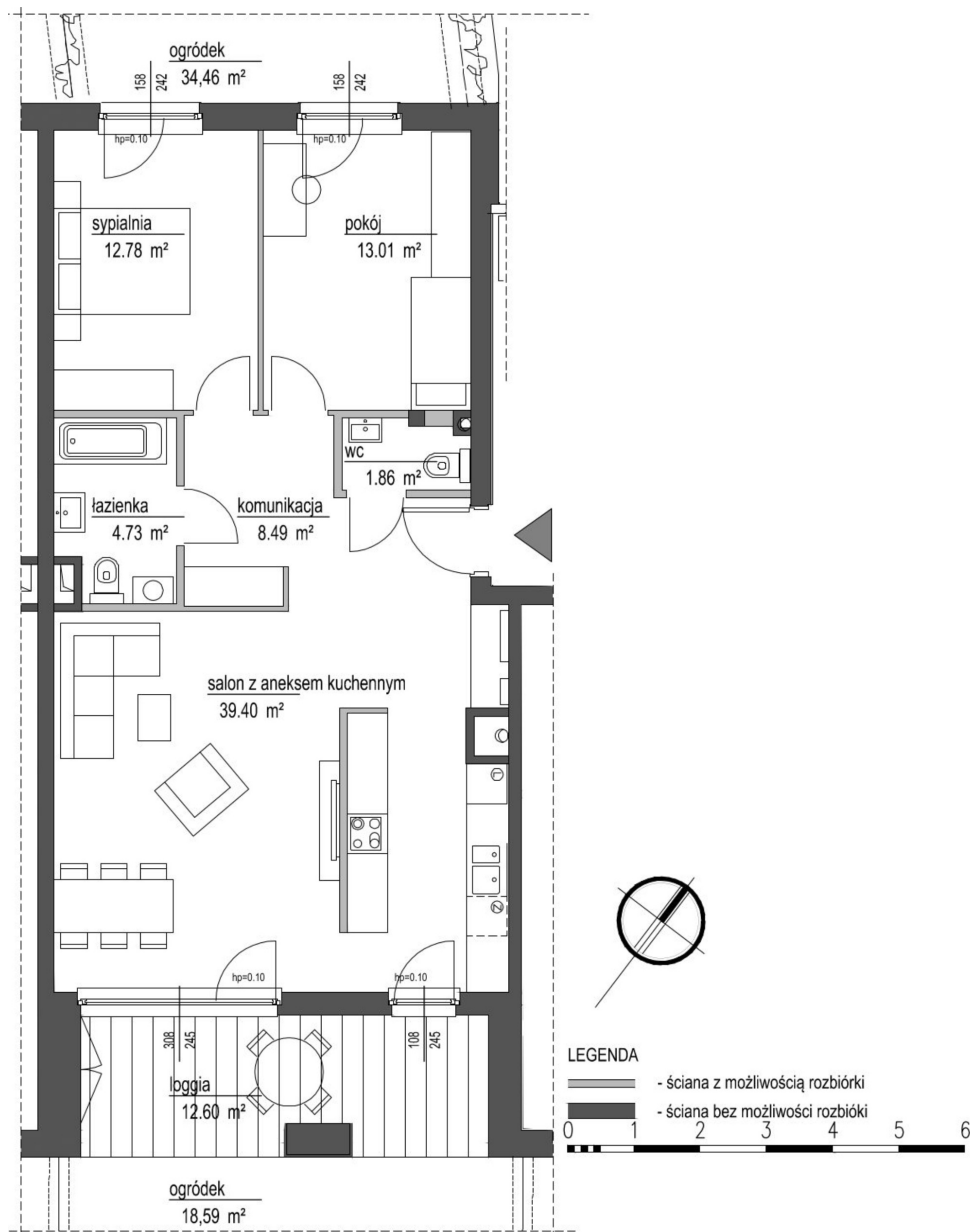 ogródek
34,46 m²
158
242
158
242
hp=0.10
hp=0.10
sypialnia
12.78 m²
pokój
13.01 m²
wc
1.86 m²
łazienka
4.73 m²
komunikacja
8.49 m²
salon z aneksem kuchennym
39.40 m²
L
Z
hp=0.10
hp=0.10
308
245
108
245
loggia
12.60 m²
LEGENDA
- ściana z możliwością rozbiórki
- ściana bez możliwości rozbióki
0 1 2 3 4 5 6
ogródek
18,59 m²